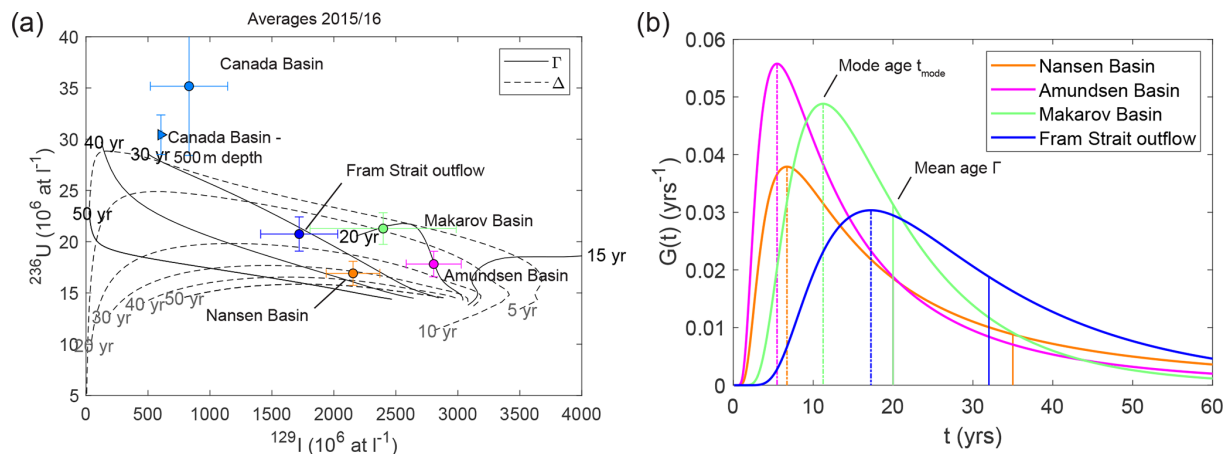 (a)
Averages 2015/16
Γ
Δ
Canada Basin
Canada Basin -
500 m depth
40 yr
30 yr
50 yr
Fram Strait outflow
Makarov Basin
20 yr
15 yr
Amundsen Basin
Nansen Basin
50 yr
40 yr
30 yr
20 yr
10 yr
5 yr
40
35
30
25
20
15
10
5
0
500
1000
1500
2000
2500
3000
3500
4000
²³⁶U (10⁶ at l⁻¹)
¹²⁹I (10⁶ at l⁻¹)
(b)
Nansen Basin
Amundsen Basin
Makarov Basin
Fram Strait outflow
Mode age tₘₒdₑ
Mean age Γ
0.06
0.05
0.04
0.03
0.02
0.01
0
0
10
20
30
40
50
60
G(t) (yrs⁻¹)
t (yrs)